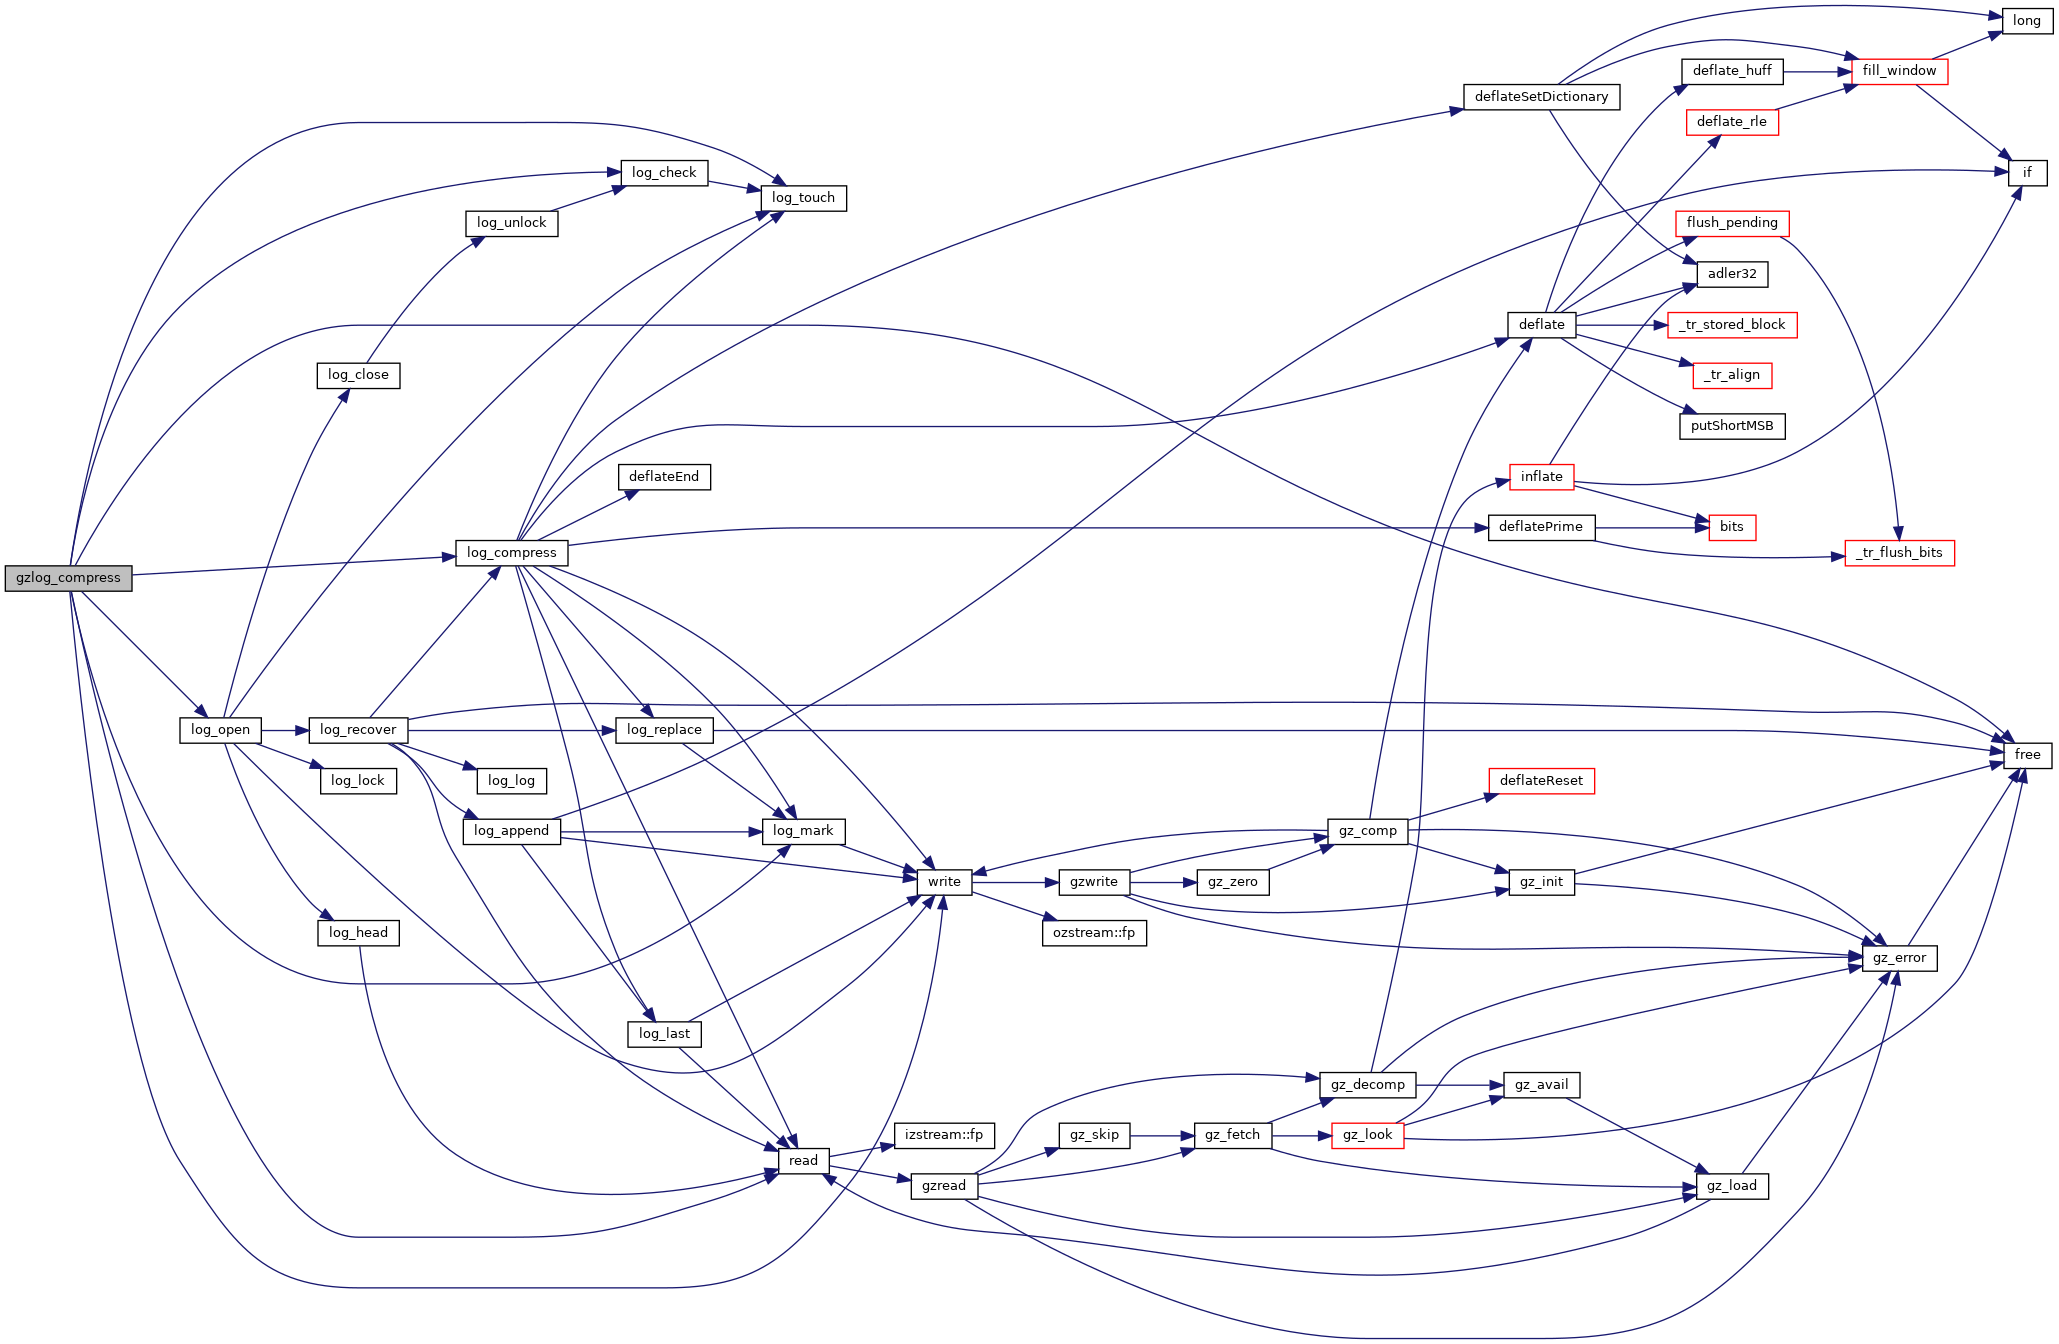 gzlog_compress
log_open
log_close
log_recover
log_lock
log_head
log_unlock
log_compress
log_log
log_append
log_check
deflateEnd
log_replace
log_last
log_touch
log_mark
read
write
izstream::fp
gzread
gzwrite
ozstream::fp
gz_skip
gz_zero
gz_fetch
gz_comp
gz_decomp
gz_look
deflateSetDictionary
deflate
inflate
deflatePrime
deflateReset
gz_init
gz_avail
deflate_huff
deflate_rle
flush_pending
adler32
_tr_stored_block
_tr_align
putShortMSB
bits
gz_load
fill_window
_tr_flush_bits
gz_error
long
if
free